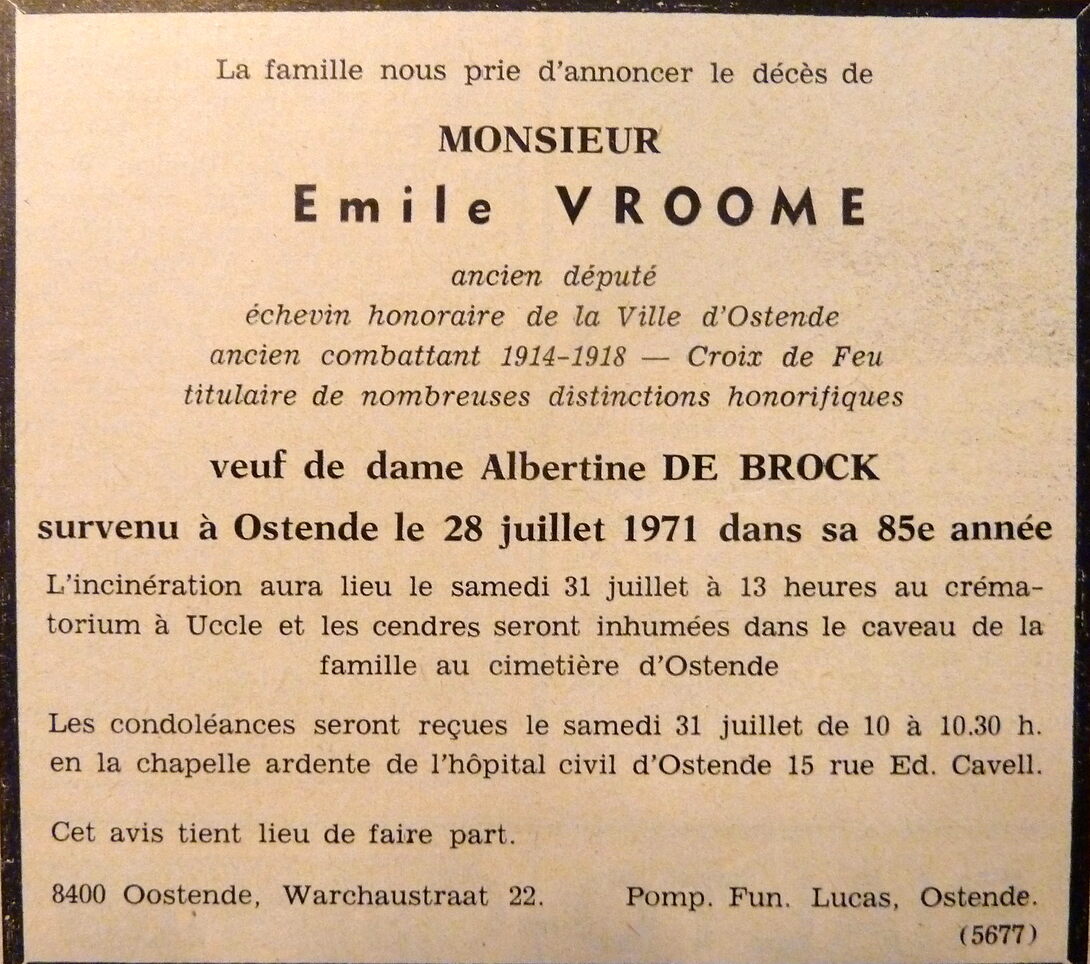 La famille nous prie d'annoncer le décès de
MONSIEUR
Emile VROOME
ancien député
échevin honoraire de la Ville d'Ostende
ancien combattant 1914-1918 — Croix de Feu
titulaire de nombreuses distinctions honorifiques
veuf de dame Albertine DE BROCK
survenu à Ostende le 28 juillet 1971 dans sa 85e année
L'incinération aura lieu le samedi 31 juillet à 13 heures au créma-
torium à Uccle et les cendres seront inhumées dans le caveau de la
famille au cimetière d'Ostende
Les condoléances seront reçues le samedi 31 juillet de 10 à 10.30 h.
en la chapelle ardente de l'hôpital civil d'Ostende 15 rue Ed. Cavell.
Cet avis tient lieu de faire part.
8400 Oostende, Warchaustraat 22. Pomp. Fun. Lucas, Ostende.
(5677)